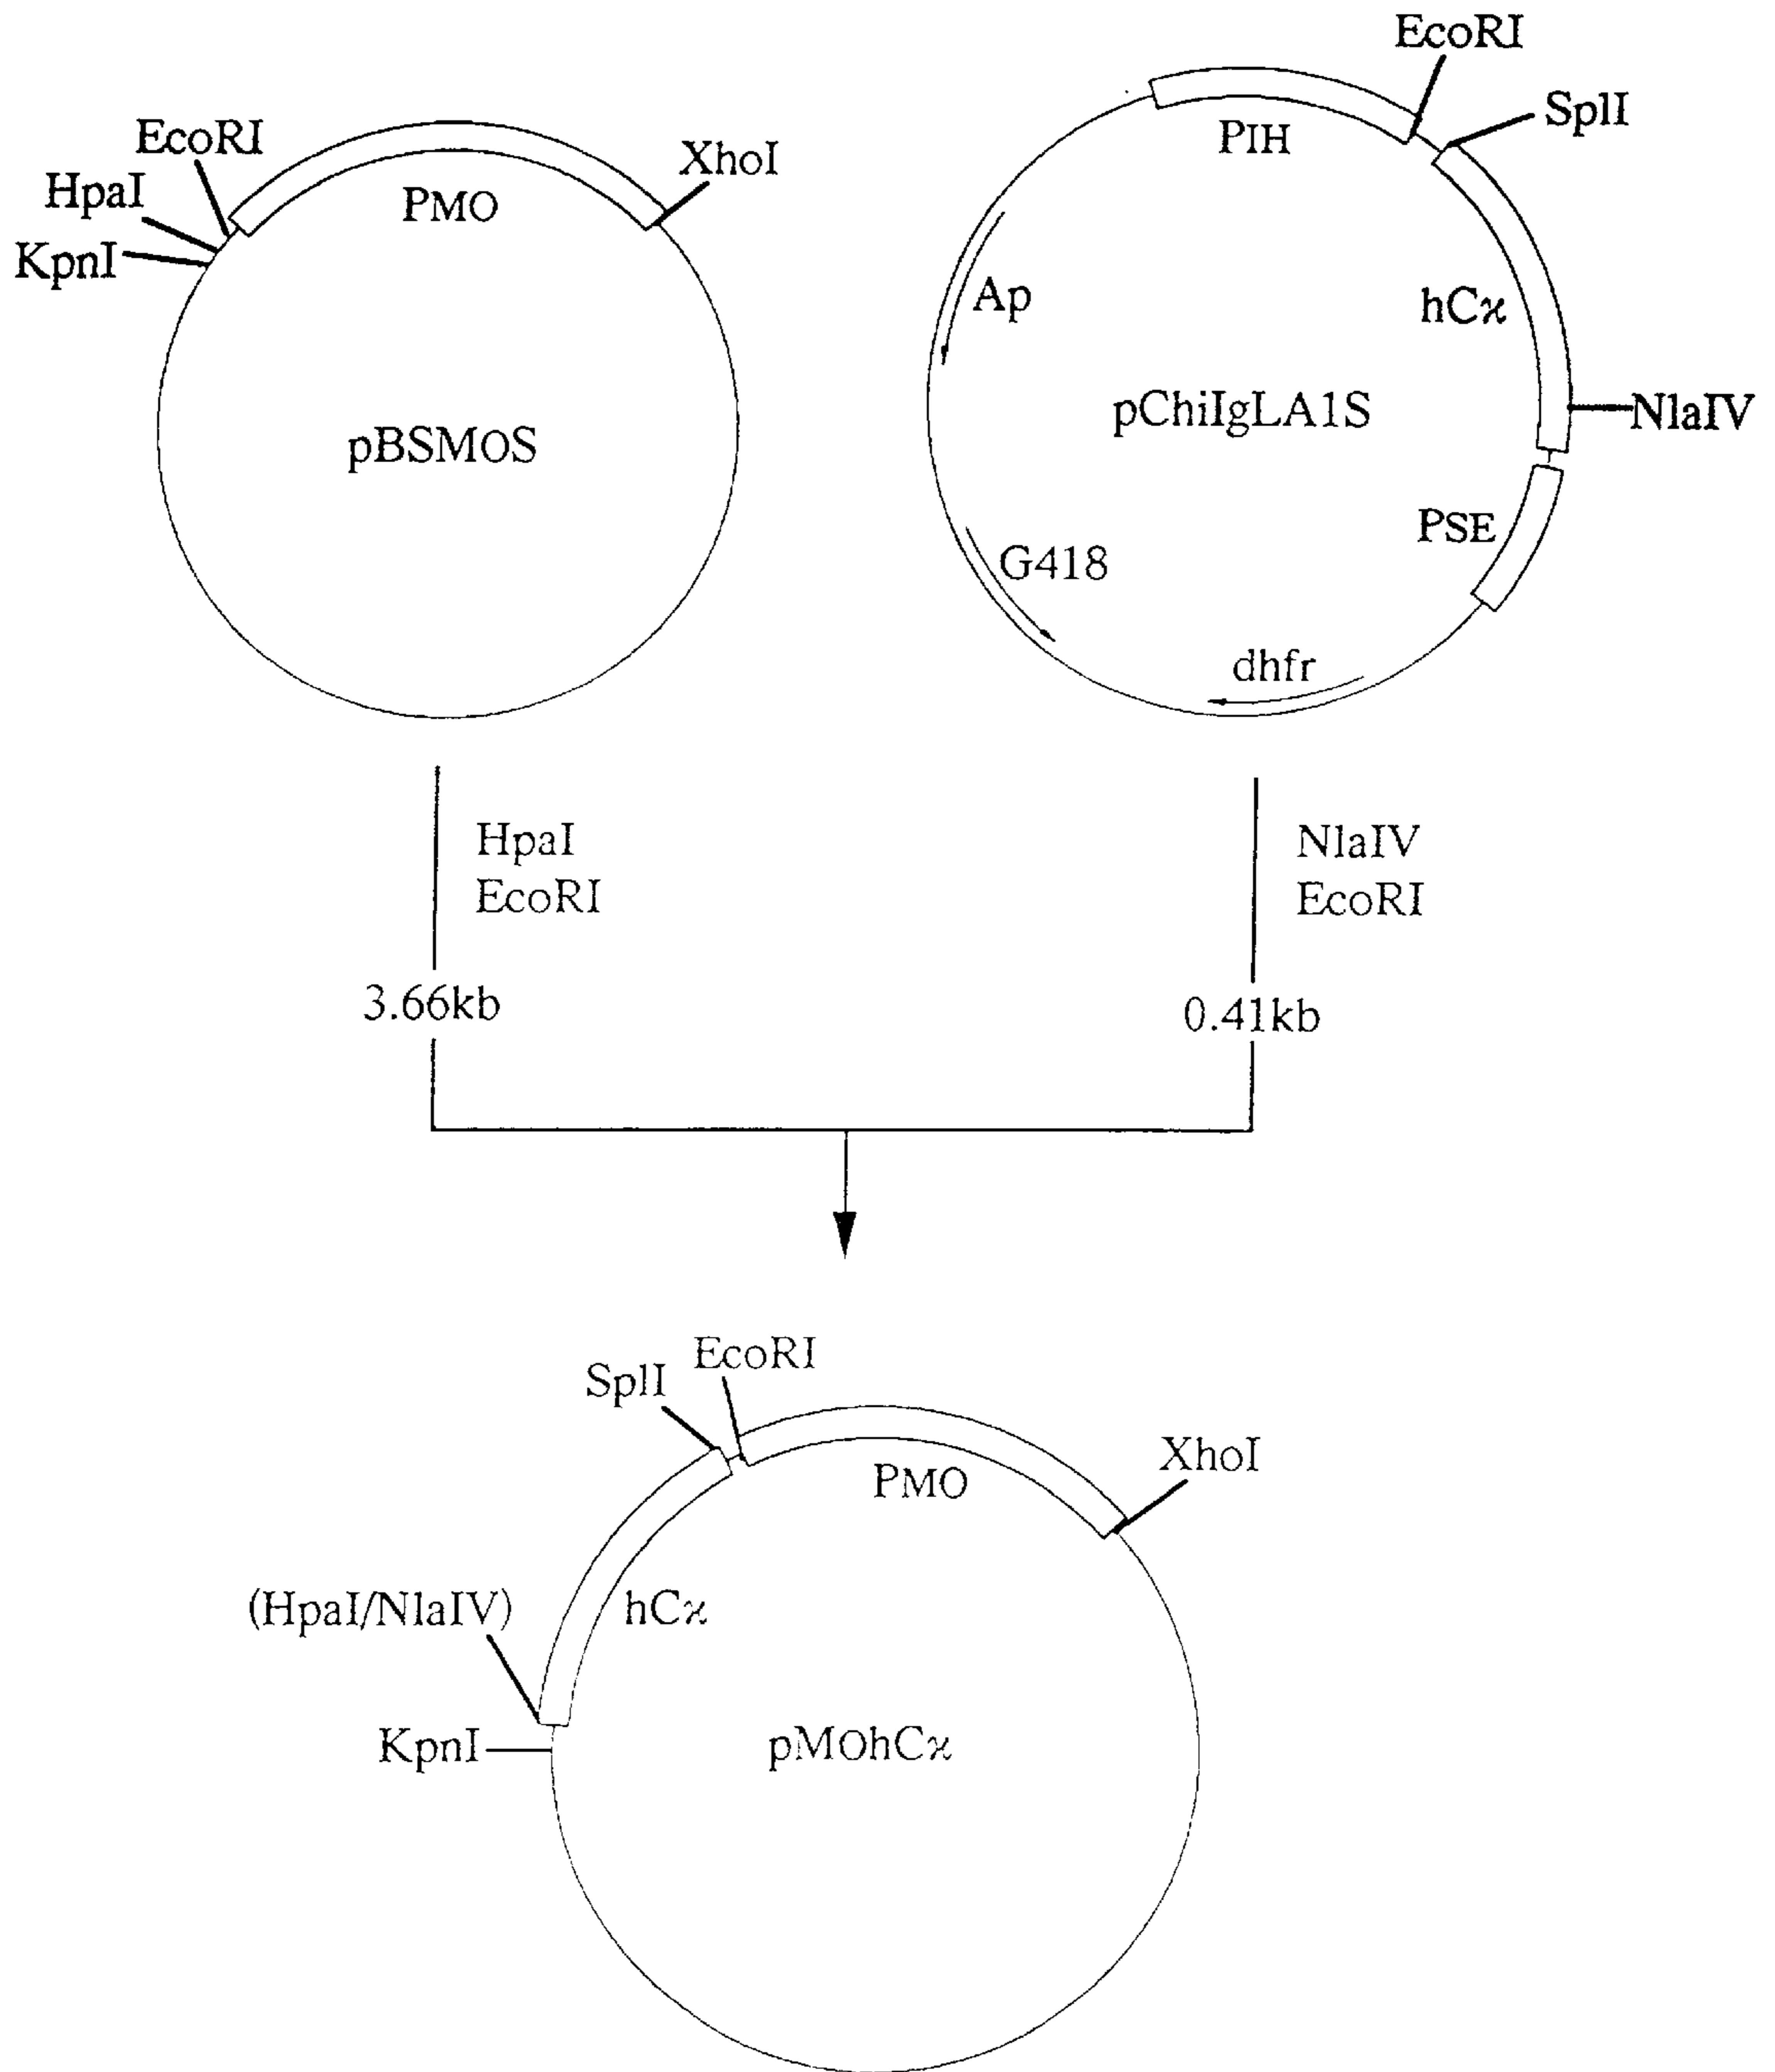 EcoRI
HpaI
KpnI
PMO
XhoI
pBSMOS
EcoRI
SplI
PIH
Ap
hCϰ
pChiIgLA1S
NlaIV
PSE
G418
dhfr
HpaI
EcoRI
3.66kb
NlaIV
EcoRI
0.41kb
SplI
EcoRI
XhoI
PMO
(HpaI/NlaIV)
hCϰ
KpnI
pMOhCϰ